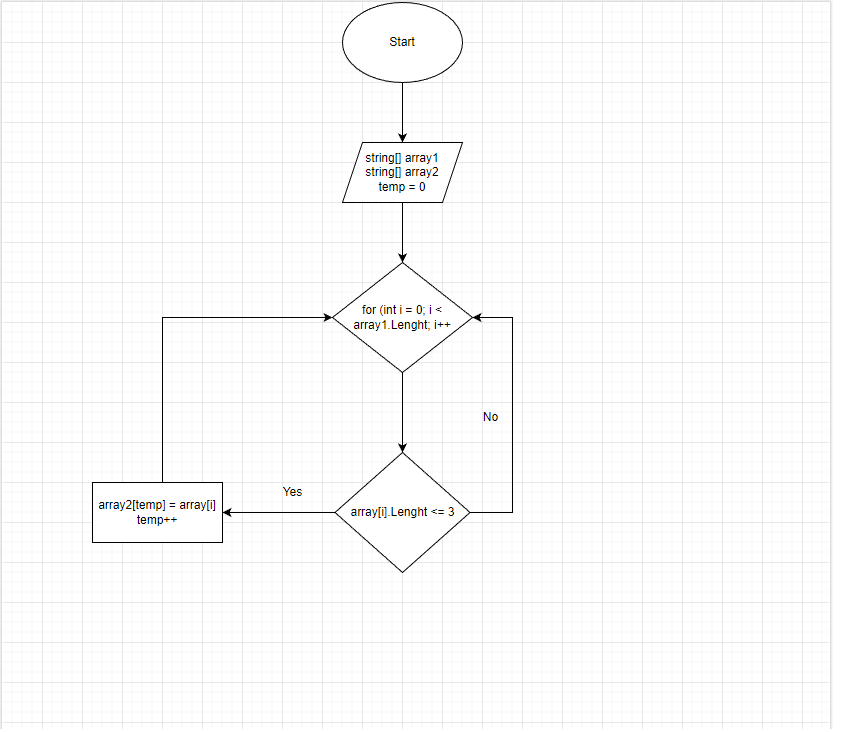 Start
string[] array1
string[] array2
temp = 0
for (int i = 0; i <
array1.Lenght; i++
No
Yes
array[i].Lenght <= 3
array2[temp] = array[i]
temp++